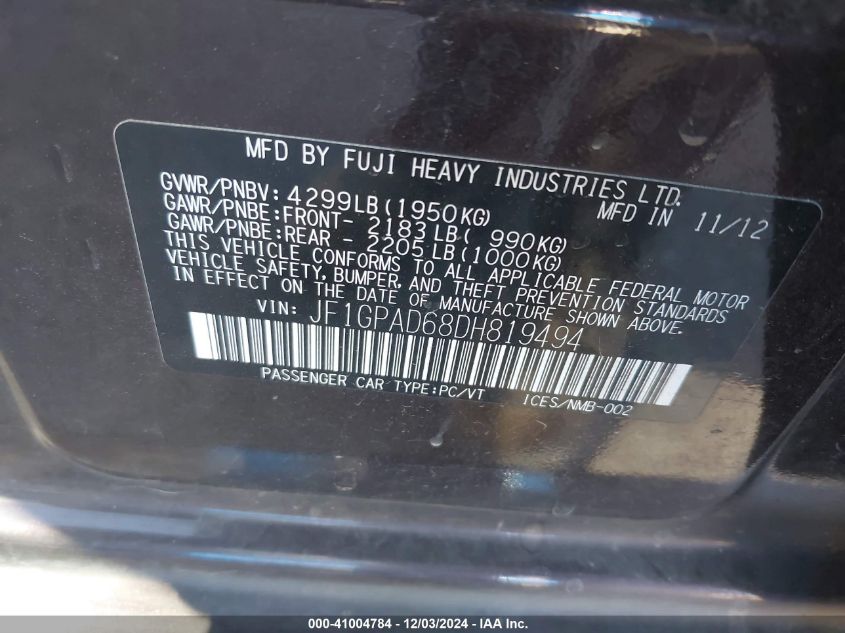 MFD BY FUJI HEAVY INDUSTRIES LTD.
GVWR/PNBV: 4299LB(1950KG) MFD IN 11/12
GAWR/PNBE:FRONT- 2183LB( 990KG)
GAWR/PNBE:REAR - 2205LB(1000KG)
THIS VEHICLE CONFORMS TO ALL APPLICABLE FEDERAL MOTOR
VEHICLE SAFETY, BUMPER, AND THEFT PREVENTION STANDARDS
IN EFFECT ON THE DATE OF MANUFACTURE SHOWN ABOVE.
VIN: JF1GPAD68DH819494
PASSENGER CAR TYPE:PC/VT ICES/NMB-002
000-41004784 - 12/03/2024 - IAA, Inc.